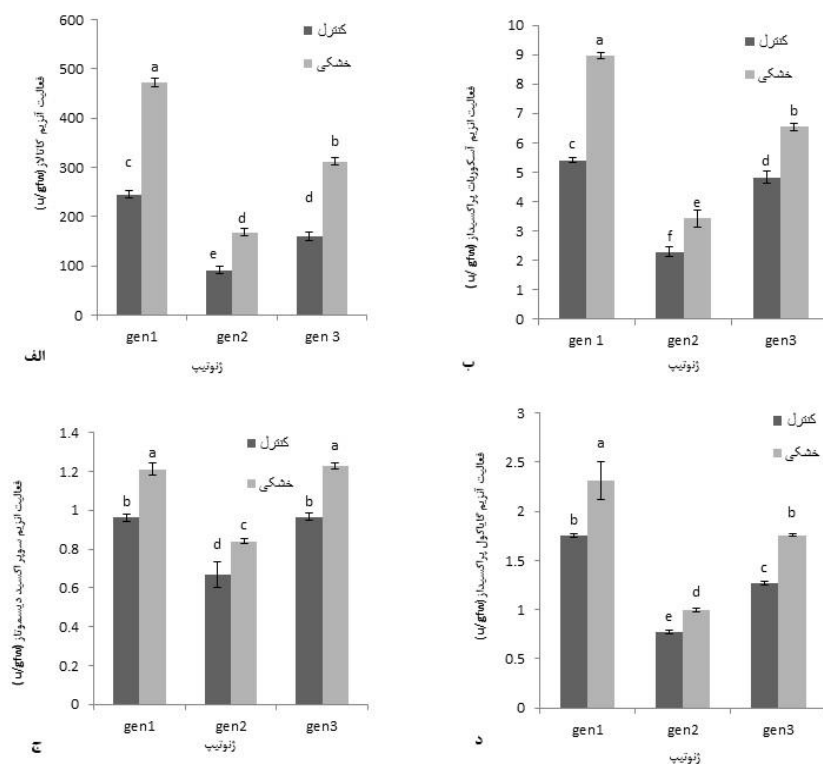 600
500
400
300
200
100
0
کنترل
خشکی
c
a
e
d
d
b
gen1
gen2
gen 3
ژنوتیپ
فعالیت آنزیم کاتالاز (u/gfw)
الف
10
9
8
7
6
5
4
3
2
1
0
کنترل
خشکی
c
a
f
e
d
b
gen 1
gen2
gen3
ژنوتیپ
فعالیت انزیم آسکوربات پراکسیداز (u/ gfw)
ب
1.4
1.2
1
0.8
0.6
0.4
0.2
0
کنترل
خشکی
b
a
d
c
b
a
gen1
gen2
gen3
ژنوتیپ
فعالیت انزیم سوپراکسید دیسموتاز (u/gfw)
ج
3
2.5
2
1.5
1
0.5
0
کنترل
خشکی
b
a
e
d
c
b
gen1
gen2
gen3
ژنوتیپ
فعالیت آنزیم گایاکول پراکسیداز (u/gfw)
د